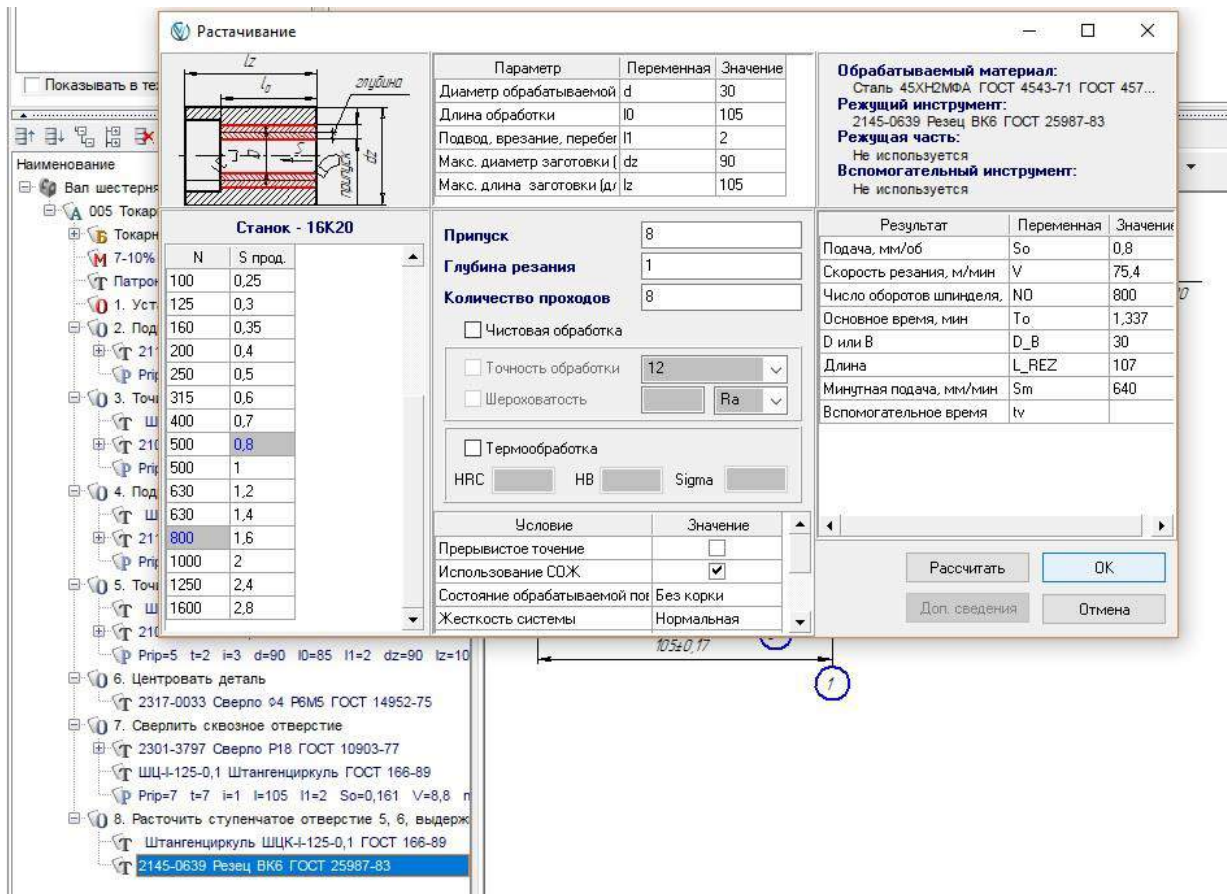 Растачивание
Показывать в те
Наименование
Вал шестерня
005 Токар
Токарн
7-10%
Патрон
1. Уст
2. Под
211
Prip
3. Точи
Ш
210
Prip
4. Под
Ш
211
Prip
5. Точи
Ш
210
Prip=5 t=2 i=3 d=90 l0=85 l1=2 dz=90 lz=10
6. Центровать деталь
2317-0033 Сверло Φ4 Р6М5 ГОСТ 14952-75
7. Сверлить сквозное отверстие
2301-3797 Сверло Р18 ГОСТ 10903-77
ШЦ-I-125-0,1 Штангенциркуль ГОСТ 166-89
Prip=7 t=7 i=1 l=105 l1=2 So=0,161 V=8,8 n
8. Расточить ступенчатое отверстие 5, 6, выдерж
Штангенциркуль ШЦК-I-125-0,1 ГОСТ 166-89
2145-0639 Резец ВК6 ГОСТ 25987-83
lz
l0
глубина
D
S
припуск
dz
Параметр Переменная Значение
Диаметр обрабатываемой d 30
Длина обработки l0 105
Подвод, врезание, перебег l1 2
Макс. диаметр заготовки ( dz 90
Макс. длина заготовки (дл lz 105
Обрабатываемый материал:
Сталь 45ХН2МФА ГОСТ 4543-71 ГОСТ 457...
Режущий инструмент:
2145-0639 Резец ВК6 ГОСТ 25987-83
Режущая часть:
Не используется
Вспомогательный инструмент:
Не используется
Станок - 16К20
N S прод.
100 0,25
125 0,3
160 0,35
200 0,4
250 0,5
315 0,6
400 0,7
500 0,8
500 1
630 1,2
630 1,4
800 1,6
1000 2
1250 2,4
1600 2,8
Припуск 8
Глубина резания 1
Количество проходов 8
Чистовая обработка
Точность обработки 12
Шероховатость Ra
Термообработка
HRC HB Sigma
Условие Значение
Прерывистое точение
Использование СОЖ
Состояние обрабатываемой пов Без корки
Жесткость системы Нормальная
Результат Переменная Значение
Подача, мм/об So 0,8
Скорость резания, м/мин V 75,4
Число оборотов шпинделя, NO 800
Основное время, мин To 1,337
D или B D_B 30
Длина L_REZ 107
Минутная подача, мм/мин Sm 640
Вспомогательное время tv
Рассчитать
ОК
Доп. сведения
Отмена
105±0,17
1